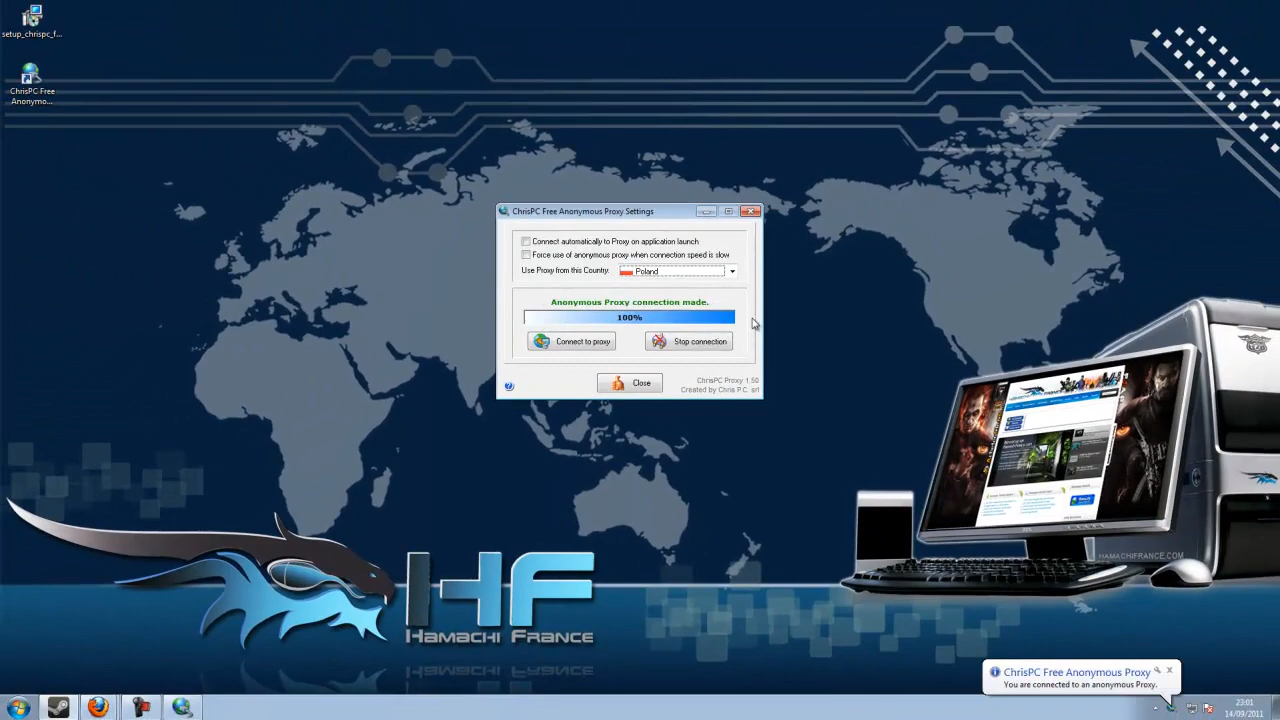 setup_chrispc_f...
ChrisPC Free
Anonymo...
ChrisPC Free Anonymous Proxy Settings
Connect automatically to Proxy on application launch
Force use of anonymous proxy when connection speed is slow
Use Proxy from this Country:
Poland
Anonymous Proxy connection made.
100%
Connect to proxy
Stop connection
Close
ChrisPC Proxy 1.50
Created by Chris P.C. srl
HAMACHIFRANCE.COM
HF
HAMACHI FRANCE
ChrisPC Free Anonymous Proxy
You are connected to an anonymous Proxy.
23:01
14/09/2011